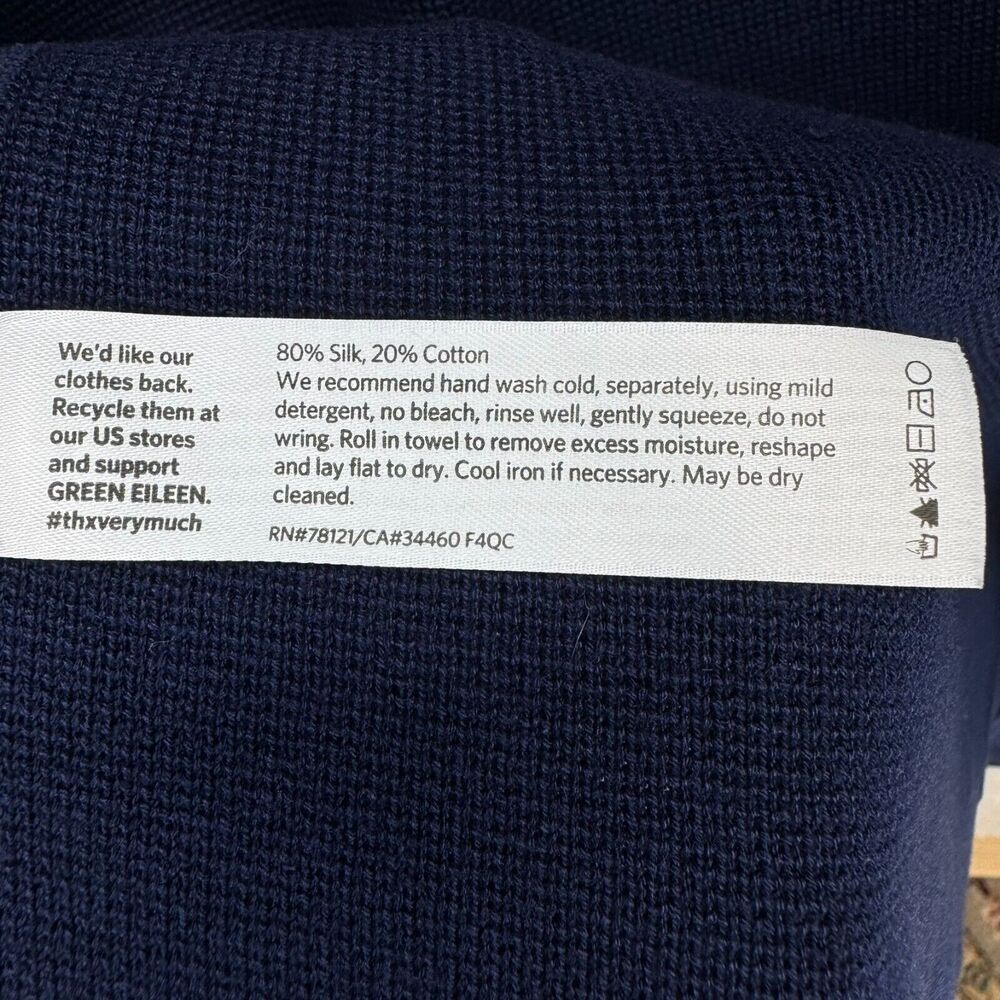 We'd like our
clothes back.
Recycle them at
our US stores
and support
GREEN EILEEN.
#thxverymuch
80% Silk, 20% Cotton
We recommend hand wash cold, separately, using mild
detergent, no bleach, rinse well, gently squeeze, do not
wring. Roll in towel to remove excess moisture, reshape
and lay flat to dry. Cool iron if necessary. May be dry
cleaned.
RN#78121/CA#34460 F4QC